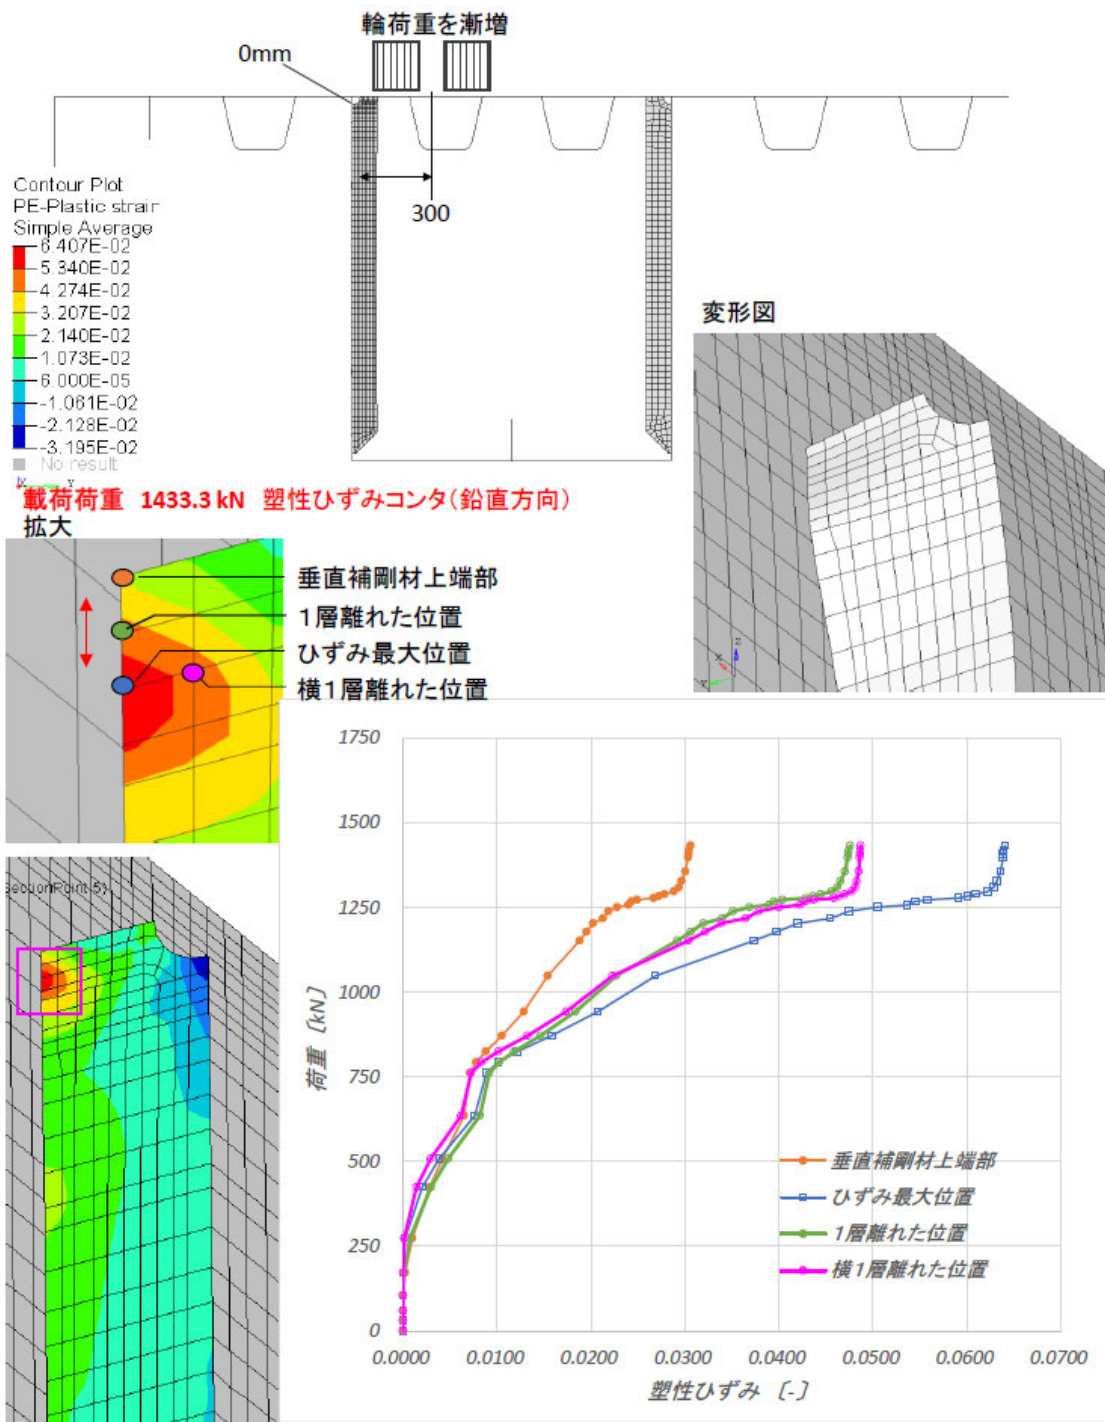 輪荷重を漸増
0mm
300
Contour Plot
PE-Plastic strain
Simple Average
6.407E-02
5.340E-02
4.274E-02
3.207E-02
2.140E-02
1.073E-02
6.000E-05
-1.061E-02
-2.128E-02
-3.195E-02
No result
X Y
変形図
載荷荷重 1433.3 kN 塑性ひずみコンタ(鉛直方向)
拡大
垂直補剛材上端部
1層離れた位置
ひずみ最大位置
横1層離れた位置
Z
X
Y
SectionPoint 5)
荷重 〔kN〕
1750
1500
1250
1000
750
500
250
0
垂直補剛材上端部
ひずみ最大位置
1層離れた位置
横1層離れた位置
0.0000 0.0100 0.0200 0.0300 0.0400 0.0500 0.0600 0.0700
塑性ひずみ 〔-〕